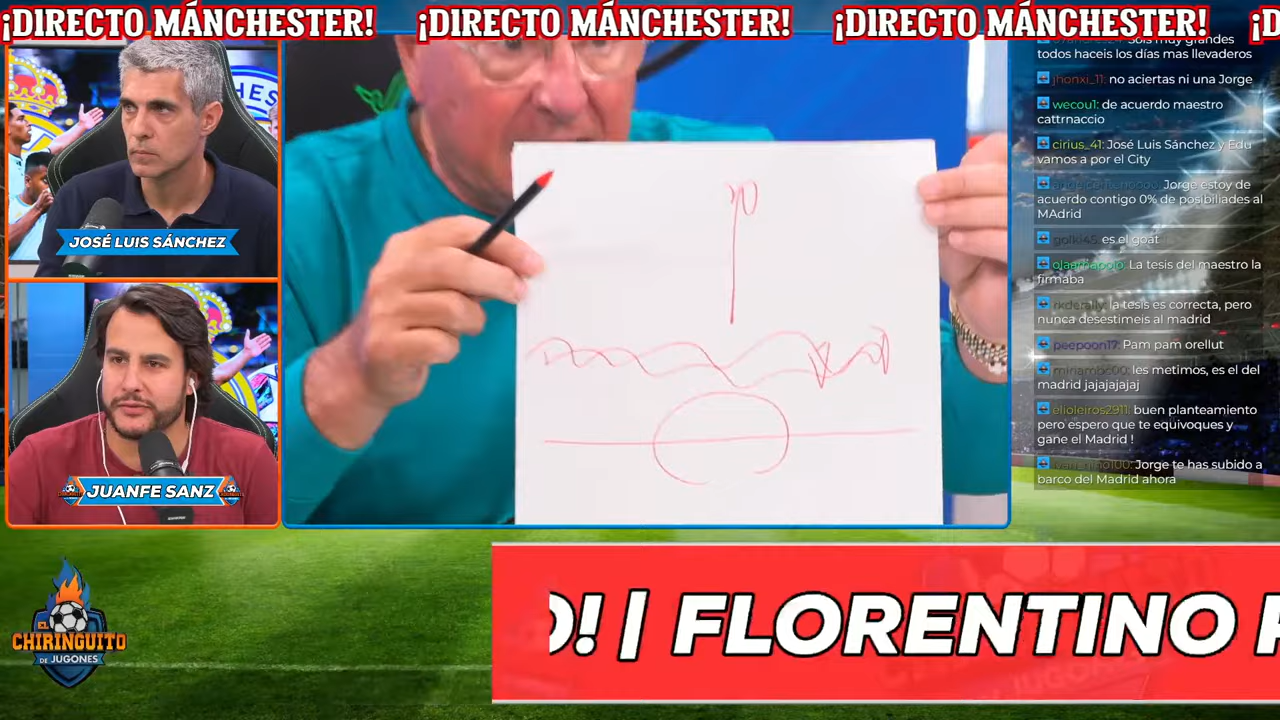 ¡DIRECTO MÁNCHESTER! ¡DIRECTO MÁNCHESTER! ¡DIRECTO MÁNCHESTER! ¡D
HES
JOSÉ LUIS SÁNCHEZ
JUANFE SANZ
Sois muy grandes
todos haceis los días mas llevaderos
jhonxi_11: no aciertas ni una Jorge
wecou1: de acuerdo maestro
cattrnaccio
cirius_41: José Luis Sánchez y Edu
vamos a por el City
Jorge estoy de
acuerdo contigo 0% de posibiliades al
MAdrid
golki45: es el goat
La tesis del maestro la
firmaba
la tesis es correcta, pero
nunca desestimeis al madrid
peepoon17: Pam pam orellut
les metimos, es el del
madrid jajajajajaj
elioleiros2911: buen planteamiento
pero espero que te equivoques y
gane el Madrid !
Jorge te has subido a
barco del Madrid ahora
EL
CHIRINGUITO
DE JUGONES
O! | FLORENTINO P